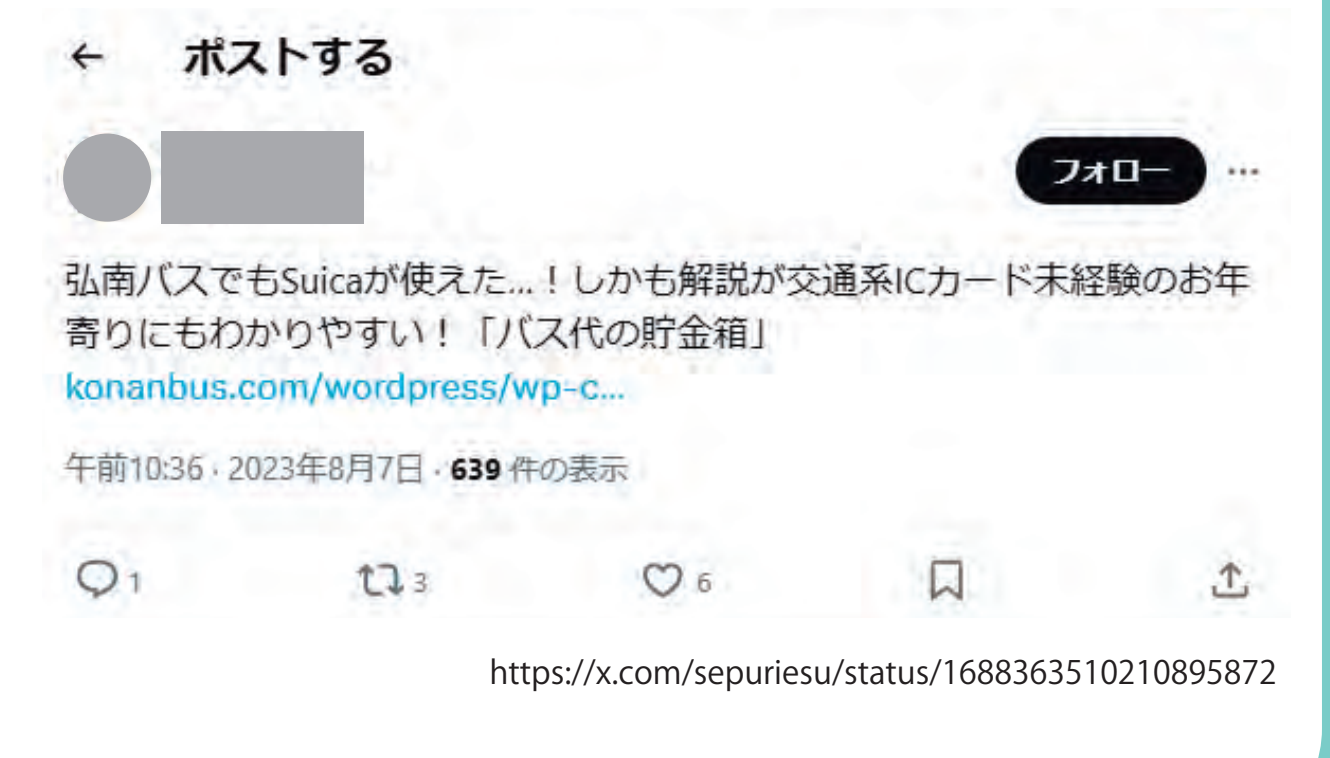 ← ポストする
フォロー …
弘南バスでもSuicaが使えた...！しかも解説が交通系ICカード未経験のお年
寄りにもわかりやすい！「バス代の貯金箱」
konanbus.com/wordpress/wp-c...
午前10:36 · 2023年8月7日 · 639 件の表示
1 3 6
https://x.com/sepuriesu/status/1688363510210895872